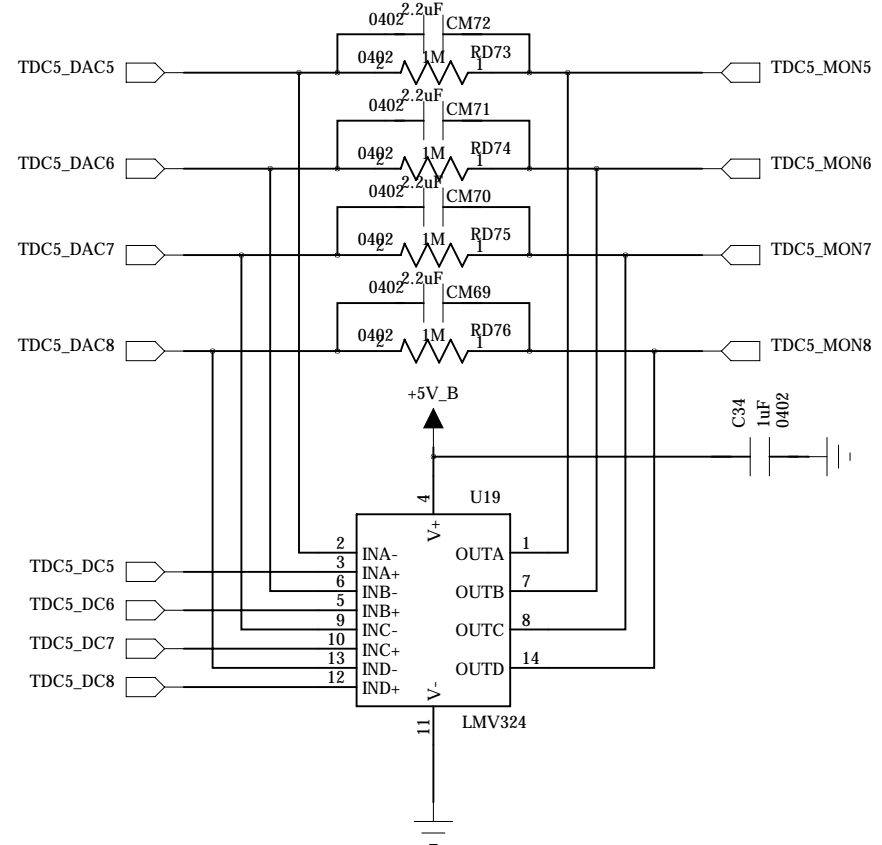 2.2uF
0402 CM72
TDC5_DAC5 0402 1M RD73 TDC5_MON5
2 1
2.2uF
0402 CM71
TDC5_DAC6 0402 1M RD74 TDC5_MON6
2 1
2.2uF
0402 CM70
TDC5_DAC7 0402 1M RD75 TDC5_MON7
2 1
2.2uF
0402 CM69
TDC5_DAC8 0402 1M RD76 TDC5_MON8
2 1
+5V_B
C34
1uF
0402
4 U19
V+
2 INA- OUTA 1
TDC5_DC5 3 INA+
6 INB- OUTB 7
TDC5_DC6 5 INB+
9 INC- OUTC 8
TDC5_DC7 10 INC+
13 IND- OUTD 14
TDC5_DC8 12 IND+
V-
11 LMV324